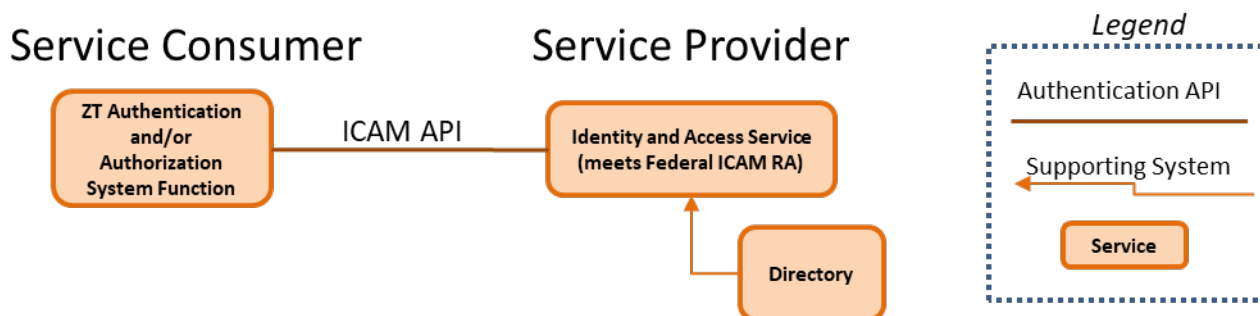 Service Consumer
Service Provider
Legend
ZT Authentication
and/or
Authorization
System Function
ICAM API
Identity and Access Service
(meets Federal ICAM RA)
Directory
Authentication API
Supporting System
Service